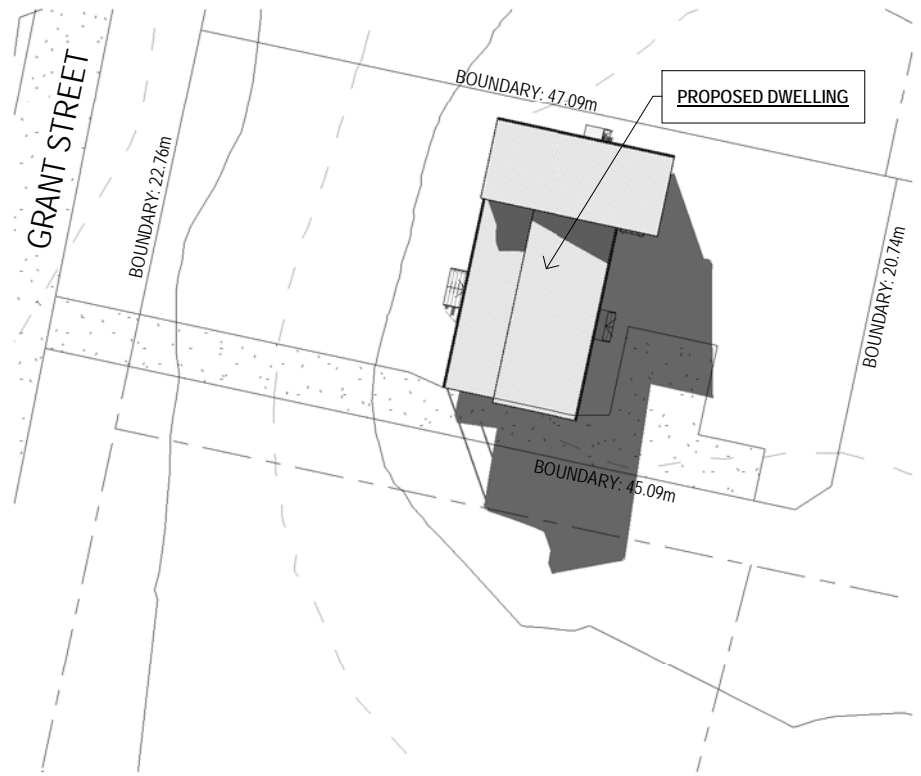 GRANT STREET
BOUNDARY: 22.76m
BOUNDARY: 47.09m
PROPOSED DWELLING
BOUNDARY: 20.74m
BOUNDARY: 45.09m